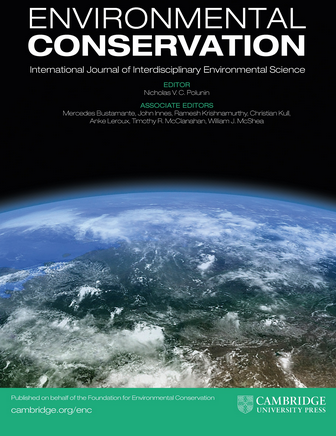 ENVIRONMENTAL
CONSERVATION
International Journal of Interdisciplinary Environmental Science
EDITOR
Nicholas V. C. Polunin
ASSOCIATE EDITORS
Mercedes Bustamante, John Innes, Ramesh Krishnamurthy, Christian Kull,
Anke Leroux, Timothy R. McClanahan, William J. McShea
Published on behalf of the Foundation for Environmental Conservation
cambridge.org/enc
CAMBRIDGE
UNIVERSITY PRESS